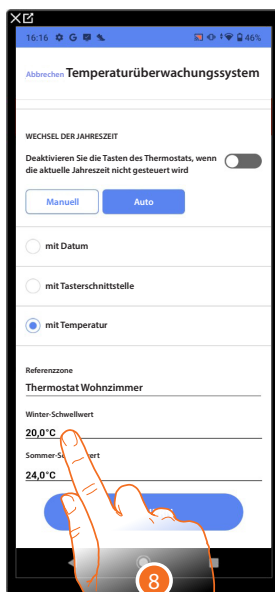 16:16 G 46%
Abbrechen Temperaturüberwachungssystem
WECHSEL DER JAHRESZEIT
Deaktivieren Sie die Tasten des Thermostats, wenn
die aktuelle Jahreszeit nicht gesteuert wird
Manuell Auto
mit Datum
mit Tasterschnittstelle
mit Temperatur
Referenzzone
Thermostat Wohnzimmer
Winter-Schwellwert
20,0°C
24,0°C
8